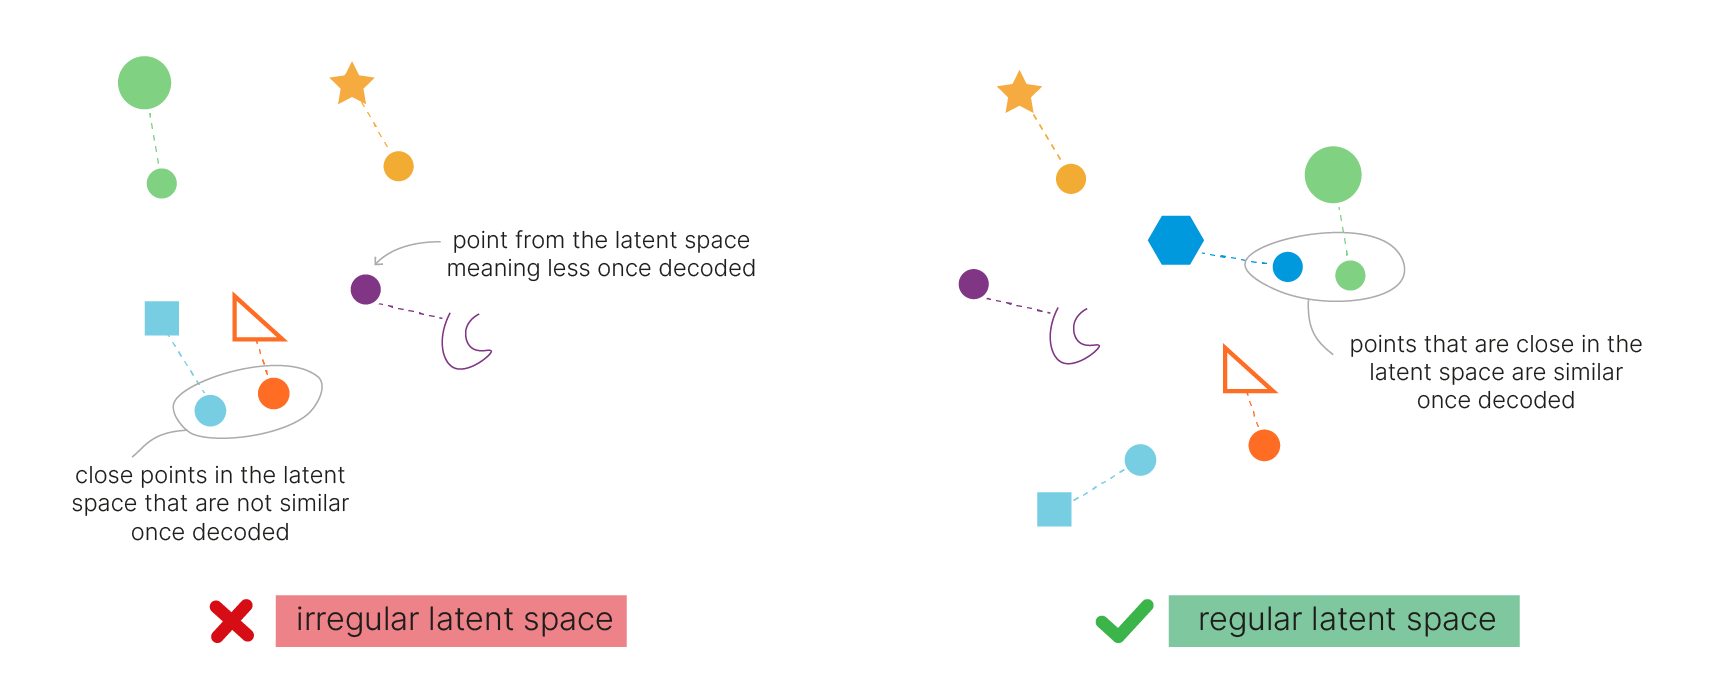 point from the latent space
meaning less once decoded
close points in the latent
space that are not similar
once decoded
irregular latent space
points that are close in the
latent space are similar
once decoded
regular latent space